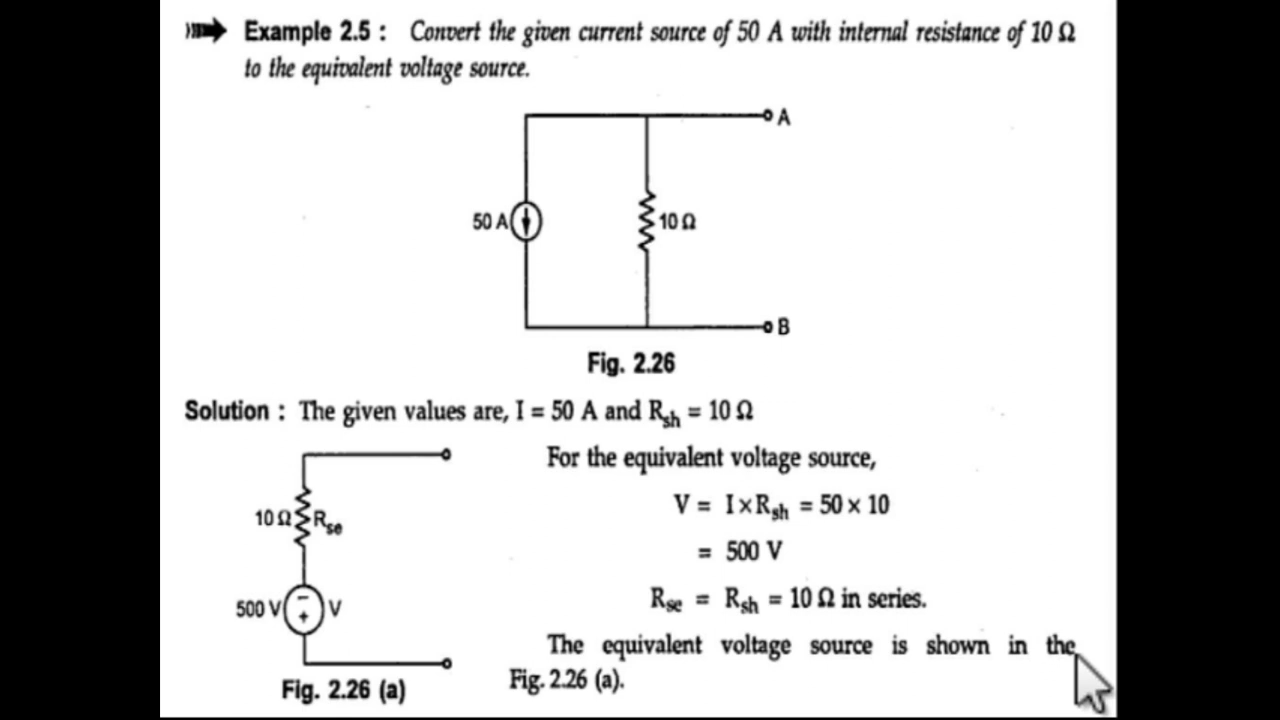 Example 2.5 : Convert the given current source of 50 A with internal resistance of 10 Ω
to the equivalent voltage source.
A
50 A
10 Ω
B
Fig. 2.26
Solution : The given values are, I = 50 A and Rsh = 10 Ω
For the equivalent voltage source,
V = I × Rsh = 50 × 10
= 500 V
Rse = Rsh = 10 Ω in series.
The equivalent voltage source is shown in the
Fig. 2.26 (a).
10 Ω Rse
500 V - + V
Fig. 2.26 (a)